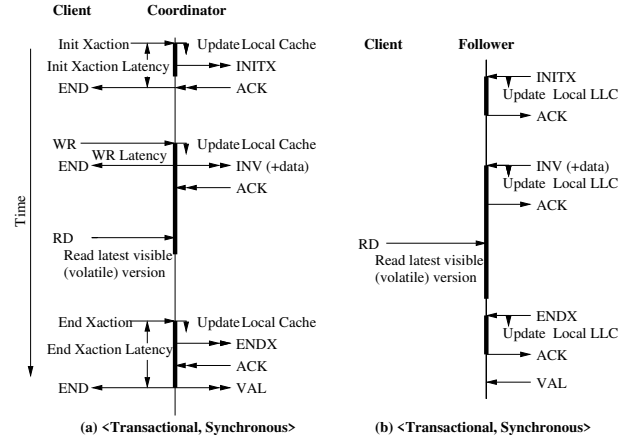 Client Coordinator
Init Xaction
Update Local Cache
Init Xaction Latency
INITX
END
ACK
WR
Update Local Cache
WR Latency
END
INV (+data)
ACK
Time
RD
Read latest visible
(volatile) version
End Xaction
Update Local Cache
End Xaction Latency
ENDX
ACK
END
VAL
(a) <Transactional, Synchronous>
Client Follower
INITX
Update Local LLC
ACK
INV (+data)
Update Local LLC
ACK
RD
Read latest visible
(volatile) version
ENDX
Update Local LLC
ACK
VAL
(b) <Transactional, Synchronous>